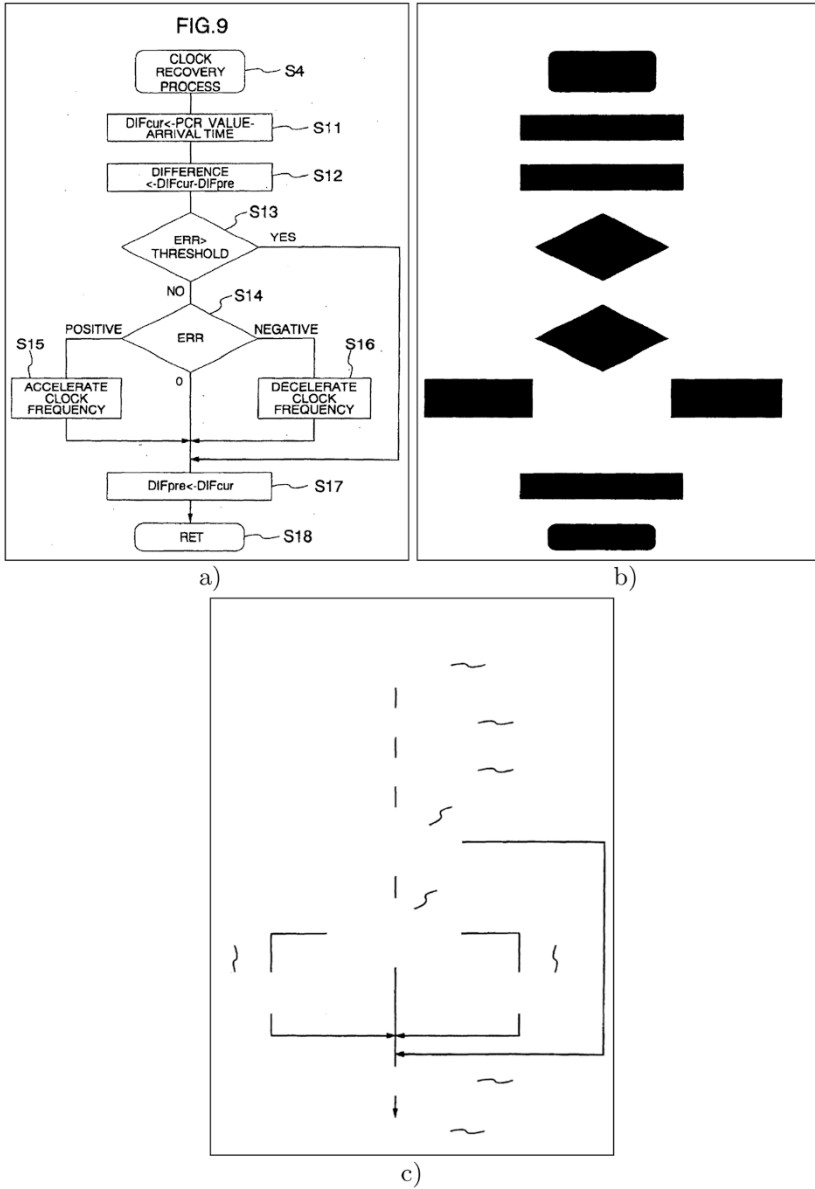 FIG.9
CLOCK
RECOVERY
PROCESS
S4
DIFcur<-PCR VALUE-
ARRIVAL TIME
S11
DIFFERENCE
<-DIFcur-DIFpre
S12
S13
ERR>
THRESHOLD
YES
NO
S14
POSITIVE
ERR
NEGATIVE
S15
S16
ACCELERATE
CLOCK
FREQUENCY
0
DECELERATE
CLOCK
FREQUENCY
DIFpre<-DIFcur
S17
RET
S18
a)
b)
c)